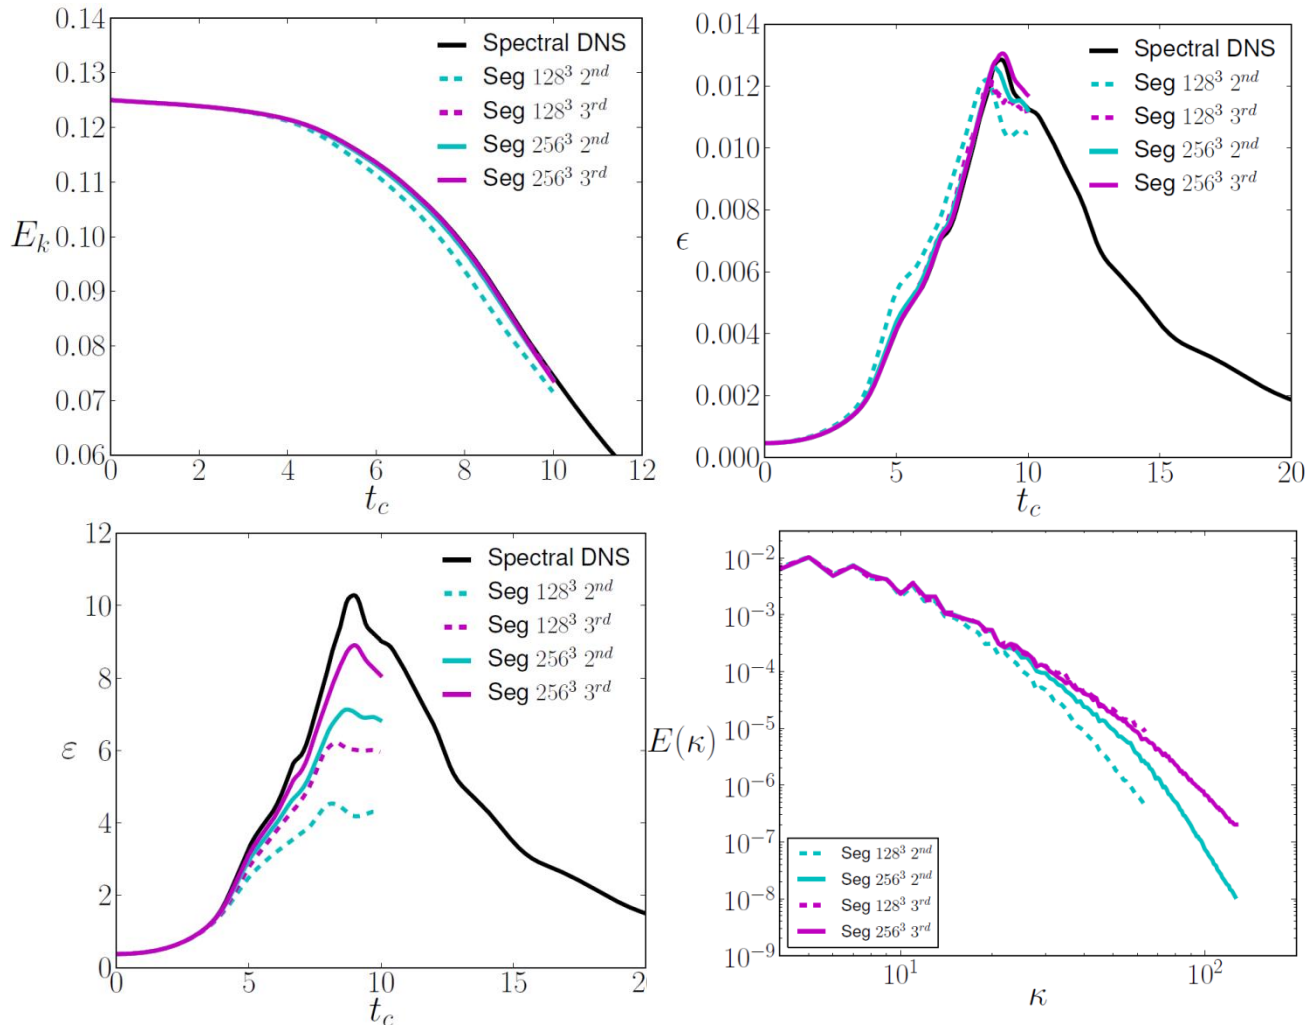 0.14
0.13
0.12
0.11
0.10
0.09
0.08
0.07
0.06
E_k
0 2 4 6 8 10 12
t_c
Spectral DNS
Seg 128³ 2ⁿᵈ
Seg 128³ 3ʳᵈ
Seg 256³ 2ⁿᵈ
Seg 256³ 3ʳᵈ
0.014
0.012
0.010
0.008
0.006
0.004
0.002
0.000
ϵ
0 5 10 15 20
t_c
Spectral DNS
Seg 128³ 2ⁿᵈ
Seg 128³ 3ʳᵈ
Seg 256³ 2ⁿᵈ
Seg 256³ 3ʳᵈ
12
10
8
6
4
2
0
ε
0 5 10 15 20
t_c
Spectral DNS
Seg 128³ 2ⁿᵈ
Seg 128³ 3ʳᵈ
Seg 256³ 2ⁿᵈ
Seg 256³ 3ʳᵈ
10⁻²
10⁻³
10⁻⁴
10⁻⁵
10⁻⁶
10⁻⁷
10⁻⁸
10⁻⁹
E(κ)
10¹ 10²
κ
Seg 128³ 2ⁿᵈ
Seg 256³ 2ⁿᵈ
Seg 128³ 3ʳᵈ
Seg 256³ 3ʳᵈ